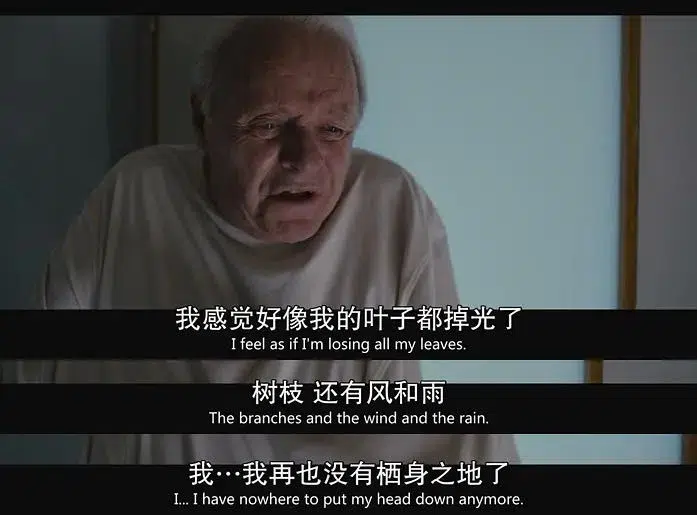 我感觉好像我的叶子都掉光了
I feel as if I'm losing all my leaves.
树枝 还有风和雨
The branches and the wind and the rain.
我…我再也没有栖身之地了
I... I have nowhere to put my head down anymore.